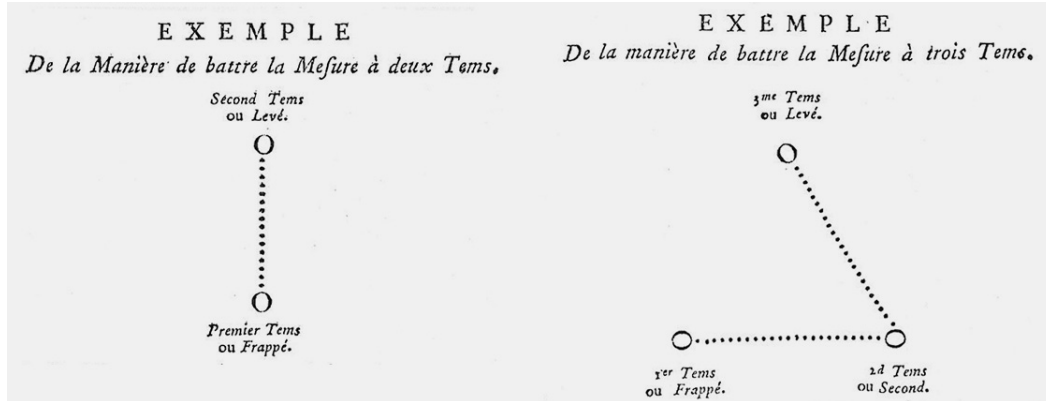 EXEMPLE
De la Manière de battre la Meſure à deux Tems.
Second Tems
ou Levé.
Premier Tems
ou Frappé.
EXEMPLE
De la manière de battre la Meſure à trois Tems.
3me Tems
ou Levé.
1er Tems
ou Frappé.
2d Tems
ou Second.